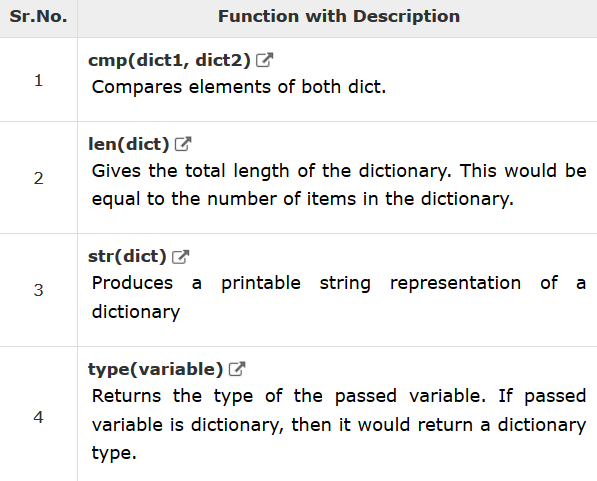 Sr.No. Function with Description
1
cmp(dict1, dict2)
Compares elements of both dict.
2
len(dict)
Gives the total length of the dictionary. This would be
equal to the number of items in the dictionary.
3
str(dict)
Produces a printable string representation of a
dictionary
4
type(variable)
Returns the type of the passed variable. If passed
variable is dictionary, then it would return a dictionary
type.